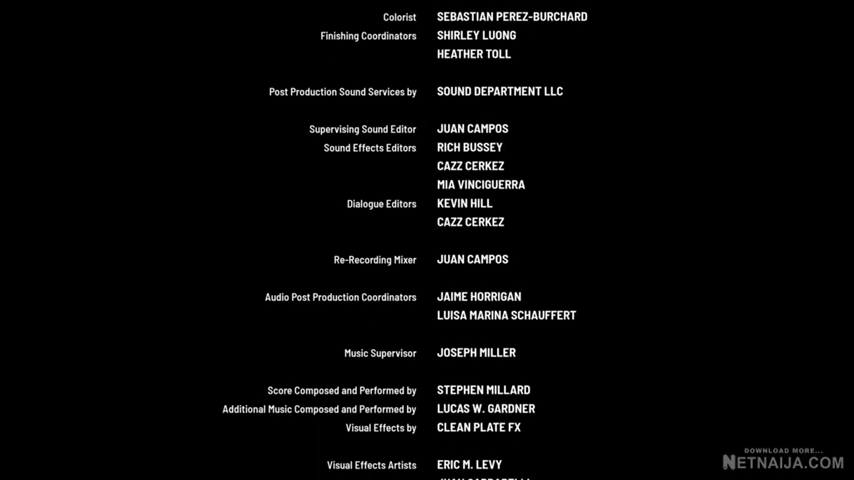 Colorist SEBASTIAN PEREZ-BURCHARD
Finishing Coordinators SHIRLEY LUONG
HEATHER TOLL
Post Production Sound Services by SOUND DEPARTMENT LLC
Supervising Sound Editor JUAN CAMPOS
Sound Effects Editors RICH BUSSEY
CAZZ CERKEZ
MIA VINCIGUERRA
Dialogue Editors KEVIN HILL
CAZZ CERKEZ
Re-Recording Mixer JUAN CAMPOS
Audio Post Production Coordinators JAIME HORRIGAN
LUISA MARINA SCHAUFFERT
Music Supervisor JOSEPH MILLER
Score Composed and Performed by STEPHEN MILLARD
Additional Music Composed and Performed by LUCAS W. GARDNER
Visual Effects by CLEAN PLATE FX
Visual Effects Artists ERIC M. LEVY
DOWNLOAD MORE...
NETNAIJA.COM